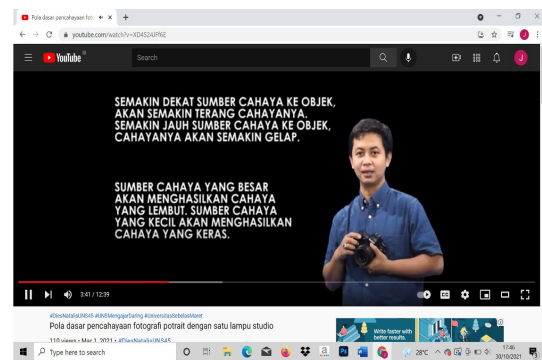 Pola dasar pencahayaan foto
youtube.com/watch?v=XD4S24JFf6E
YouTube
Search
SEMAKIN DEKAT SUMBER CAHAYA KE OBJEK,
AKAN SEMAKIN TERANG CAHAYANYA.
SEMAKIN JAUH SUMBER CAHAYA KE OBJEK,
CAHAYANYA AKAN SEMAKIN GELAP.
SUMBER CAHAYA YANG BESAR
AKAN MENGHASILKAN CAHAYA
YANG LEMBUT. SUMBER CAHAYA
YANG KECIL AKAN MENGHASILKAN
CAHAYA YANG KERAS.
3:41 / 12:39
#DiesNatalisUNS45 #UNSMengajarDaring #UniversitasSebelasMaret
Pola dasar pencahayaan fotografi potrait dengan satu lampu studio
110 views • Mar 1, 2021 • #DiesNatalisUNS45
Write faster with
better results.
Type here to search
28°C
17:46
30/10/2021